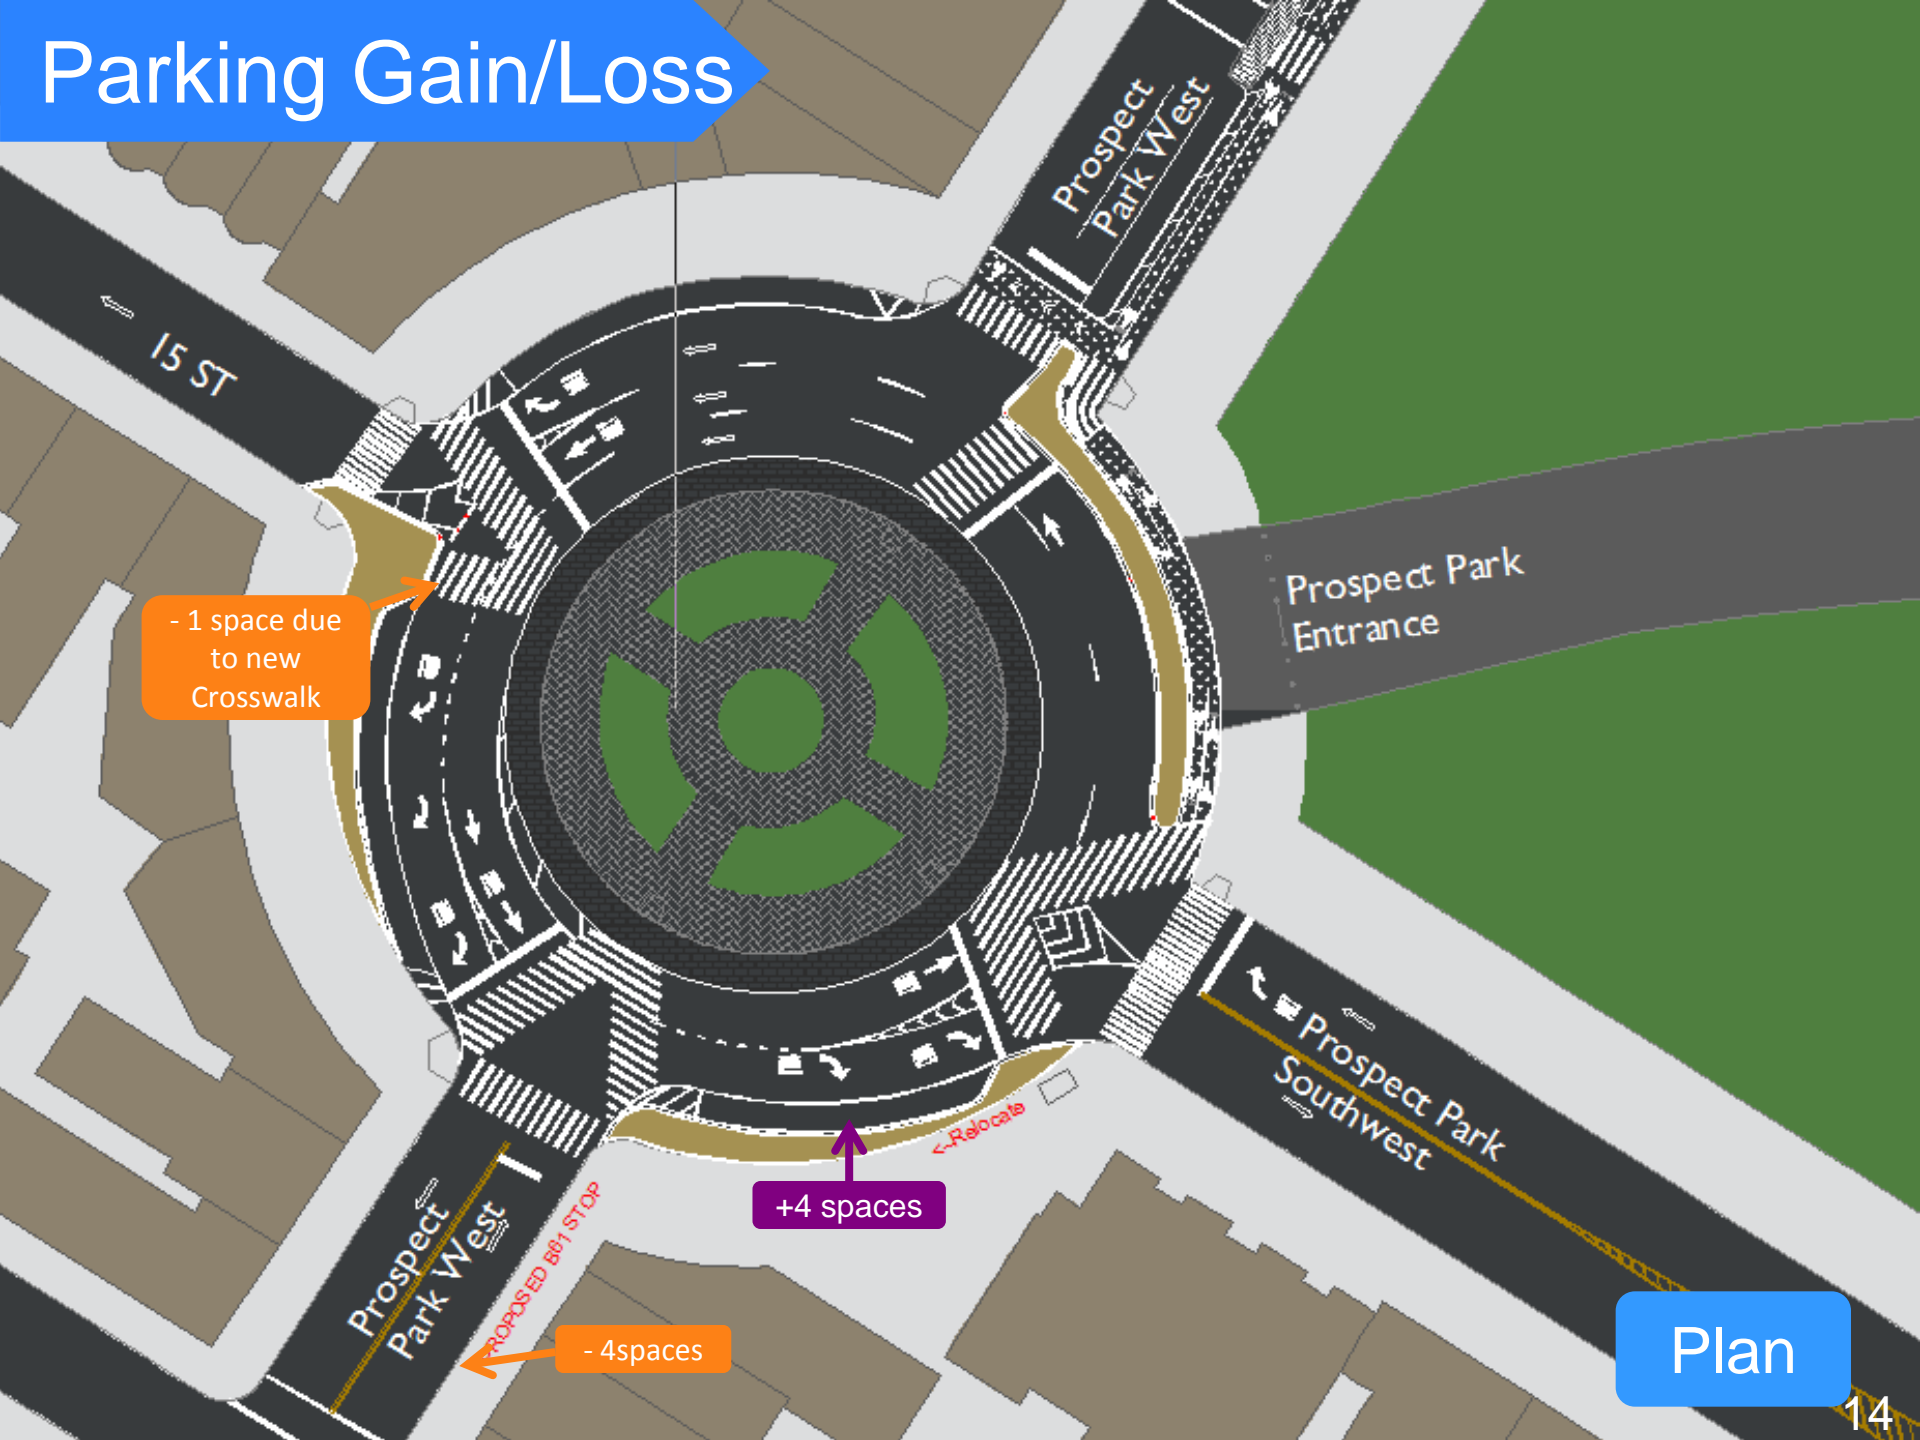 Parking Gain/Loss
Prospect
Park West
15 ST
Prospect Park
Entrance
- 1 space due
to new
Crosswalk
Prospect Park
Southwest
<-Relocate
+4 spaces
Prospect
Park West
PROPOSED B61 STOP
- 4spaces
Plan
14